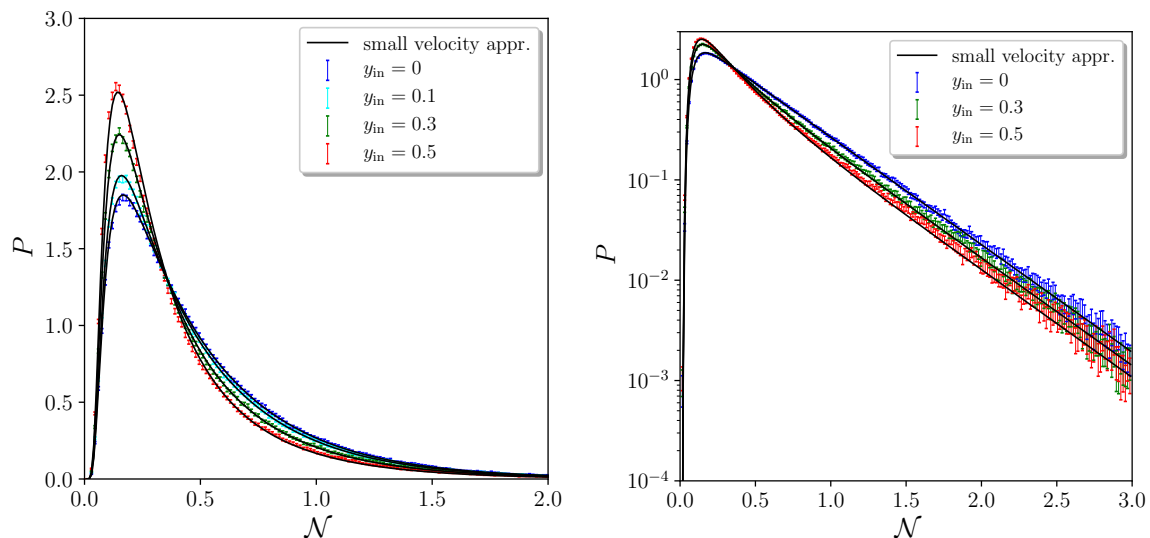 3.0
2.5
2.0
1.5
1.0
0.5
0.0
P
0.0 0.5 1.0 1.5 2.0
𝒩
small velocity appr.
y_in = 0
y_in = 0.1
y_in = 0.3
y_in = 0.5
10⁰
10⁻¹
10⁻²
10⁻³
10⁻⁴
P
0.0 0.5 1.0 1.5 2.0 2.5 3.0
𝒩
small velocity appr.
y_in = 0
y_in = 0.3
y_in = 0.5